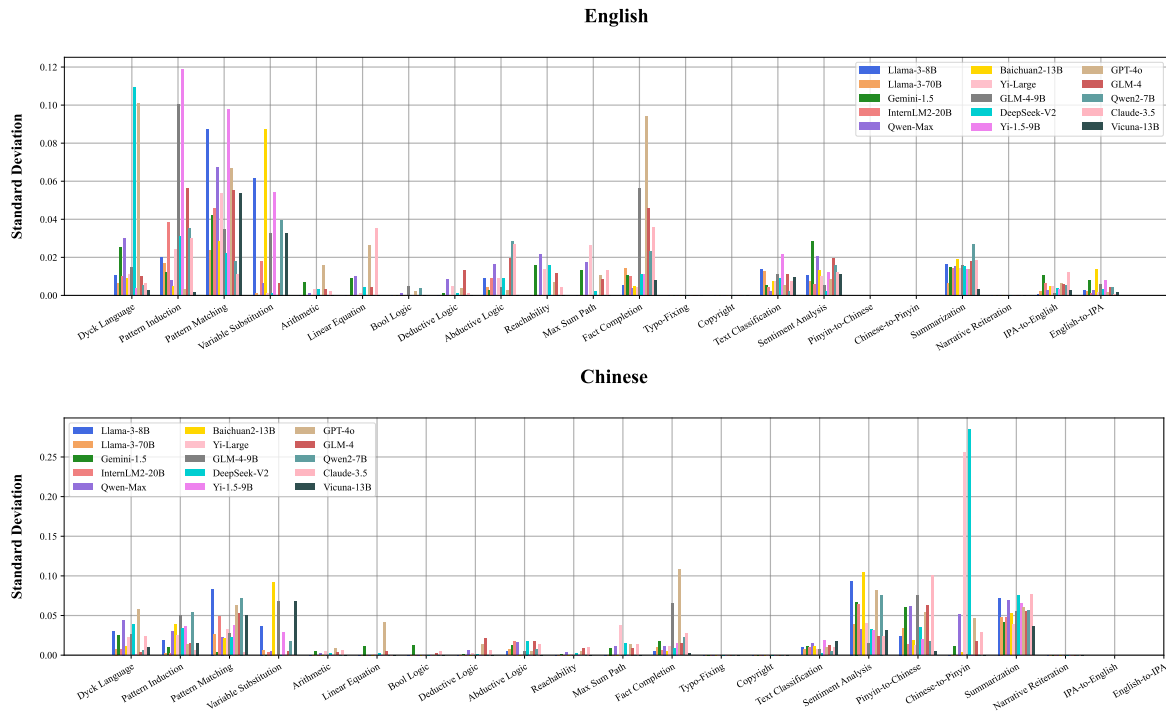 English
Standard Deviation
0.12
0.10
0.08
0.06
0.04
0.02
0.00
Llama-3-8B
Llama-3-70B
Gemini-1.5
InternLM2-20B
Qwen-Max
Baichuan2-13B
Yi-Large
GLM-4-9B
DeepSeek-V2
Yi-1.5-9B
GPT-4o
GLM-4
Qwen2-7B
Claude-3.5
Vicuna-13B
Dyck Language
Pattern Induction
Pattern Matching
Variable Substitution
Arithmetic
Linear Equation
Bool Logic
Deductive Logic
Abductive Logic
Reachability
Max Sum Path
Fact Completion
Typo-Fixing
Copyright
Text Classification
Sentiment Analysis
Pinyin-to-Chinese
Chinese-to-Pinyin
Summarization
Narrative Reiteration
IPA-to-English
English-to-IPA
Chinese
Standard Deviation
0.25
0.20
0.15
0.10
0.05
0.00
Llama-3-8B
Llama-3-70B
Gemini-1.5
InternLM2-20B
Qwen-Max
Baichuan2-13B
Yi-Large
GLM-4-9B
DeepSeek-V2
Yi-1.5-9B
GPT-4o
GLM-4
Qwen2-7B
Claude-3.5
Vicuna-13B
Dyck Language
Pattern Induction
Pattern Matching
Variable Substitution
Arithmetic
Linear Equation
Bool Logic
Deductive Logic
Abductive Logic
Reachability
Max Sum Path
Fact Completion
Typo-Fixing
Copyright
Text Classification
Sentiment Analysis
Pinyin-to-Chinese
Chinese-to-Pinyin
Summarization
Narrative Reiteration
IPA-to-English
English-to-IPA